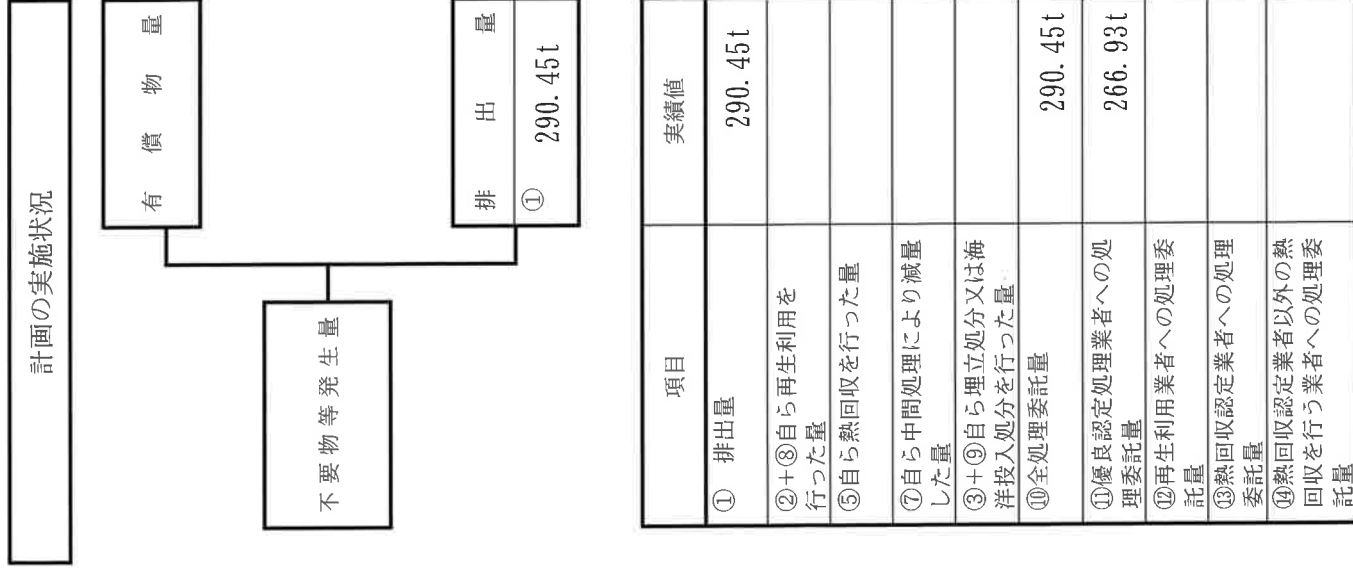 計画の実施状況
有償物量
不要物等発生量
排出量
① 290.45t
項目 実績値
① 排出量 290.45t
②+⑧自ら再生利用を
行った量
⑤自ら熱回収を行った量
⑦自ら中間処理により減量
した量
③+⑨自ら埋立処分又は海
洋投入処分を行った量
⑩全処理委託量 290.45t
⑪優良認定処理業者への処
理委託量 266.93t
⑫再生利用業者への処理委
託量
⑬熱回収認定業者への処理
委託量
⑭熱回収認定業者以外の熱
回収を行う業者への処理委
託量